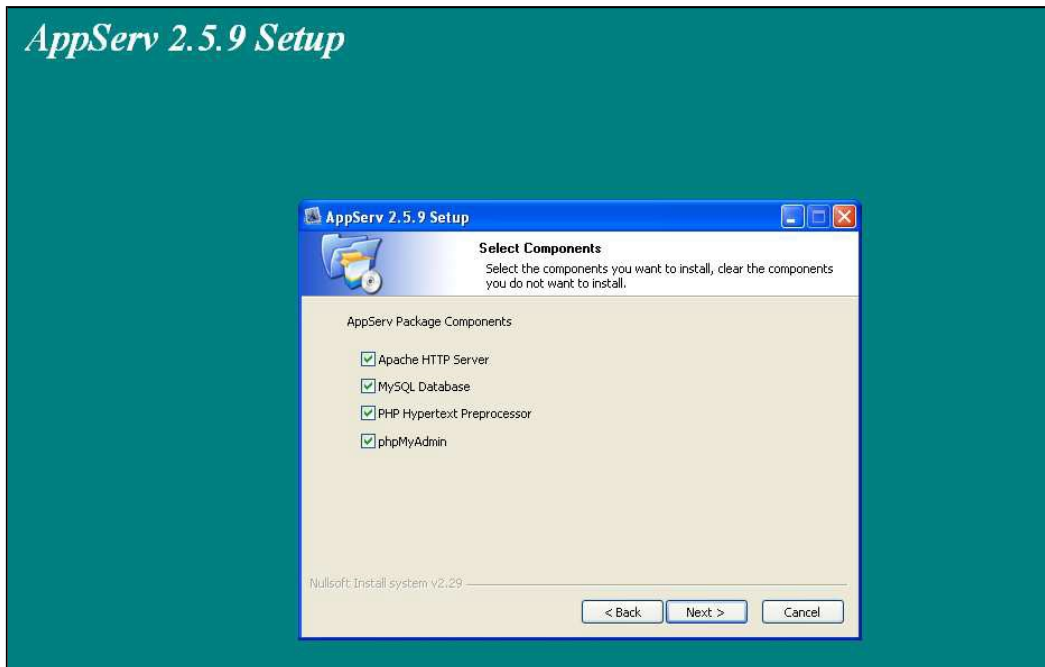 AppServ 2.5.9 Setup
AppServ 2.5.9 Setup
Select Components
Select the components you want to install, clear the components
you do not want to install.
AppServ Package Components
Apache HTTP Server
MySQL Database
PHP Hypertext Preprocessor
phpMyAdmin
Nullsoft Install system v2.29
< Back Next > Cancel